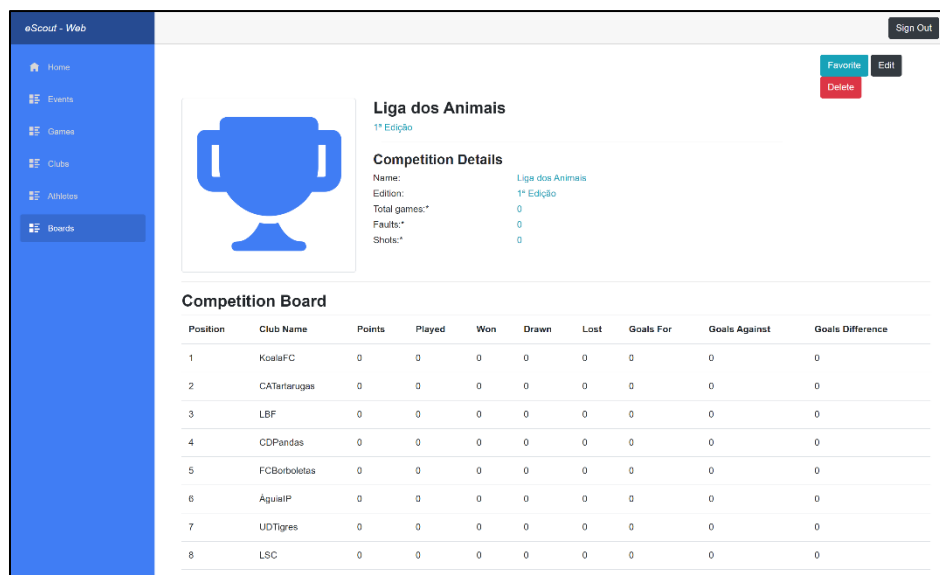 eScout - Web
Sign Out
Home
Events
Games
Clubs
Athletes
Boards
Favorite Edit
Delete
Liga dos Animais
1ª Edição
Competition Details
Name: Liga dos Animais
Edition: 1ª Edição
Total games:* 0
Faults:* 0
Shots:* 0
Competition Board
Position Club Name Points Played Won Drawn Lost Goals For Goals Against Goals Difference
1 KoalaFC 0 0 0 0 0 0 0 0
2 CATartarugas 0 0 0 0 0 0 0 0
3 LBF 0 0 0 0 0 0 0 0
4 CDPandas 0 0 0 0 0 0 0 0
5 FCBorboletas 0 0 0 0 0 0 0 0
6 ÁguiaIP 0 0 0 0 0 0 0 0
7 UDTigres 0 0 0 0 0 0 0 0
8 LSC 0 0 0 0 0 0 0 0